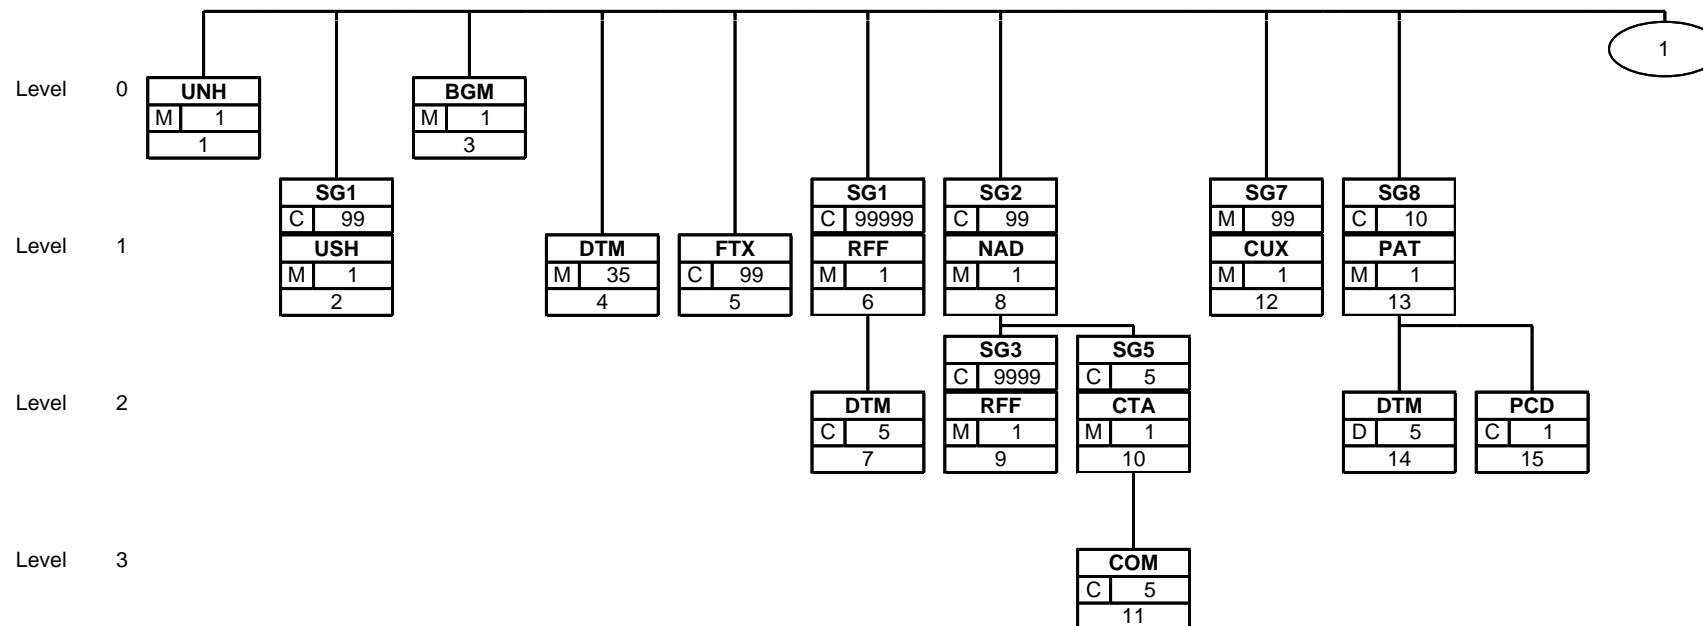 1
Level 0
UNH
M 1
1
BGM
M 1
3
SG1
C 99
USH
M 1
2
Level 1
DTM
M 35
4
FTX
C 99
5
SG1
C 99999
RFF
M 1
6
SG2
C 99
NAD
M 1
8
SG7
M 99
CUX
M 1
12
SG8
C 10
PAT
M 1
13
Level 2
DTM
C 5
7
SG3
C 9999
RFF
M 1
9
SG5
C 5
CTA
M 1
10
DTM
D 5
14
PCD
C 1
15
Level 3
COM
C 5
11